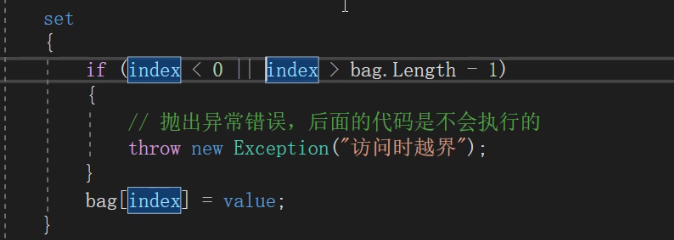 set
{
if (index < 0 || index > bag.Length - 1)
{
// 抛出异常错误，后面的代码是不会执行的
throw new Exception("访问时越界");
}
bag[index] = value;
}